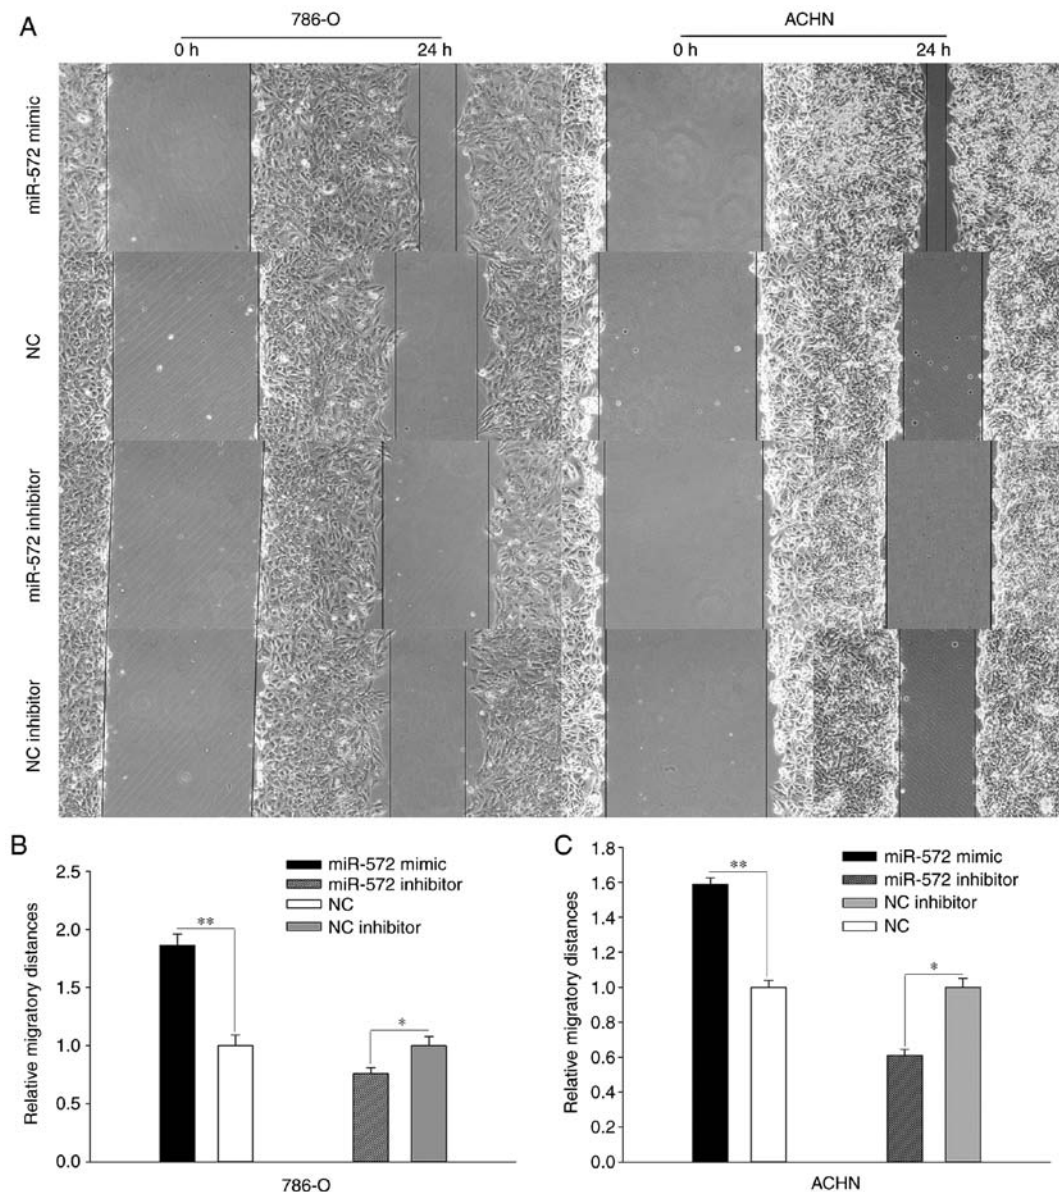 A
786-O
ACHN
0 h
24 h
0 h
24 h
miR-572 mimic
NC
miR-572 inhibitor
NC inhibitor
B
2.5
2.0
1.5
1.0
0.5
0.0
Relative migratory distances
miR-572 mimic
miR-572 inhibitor
NC
NC inhibitor
**
*
786-O
C
1.8
1.6
1.4
1.2
1.0
0.8
0.6
0.4
0.2
0.0
Relative migratory distances
miR-572 mimic
miR-572 inhibitor
NC inhibitor
NC
**
*
ACHN